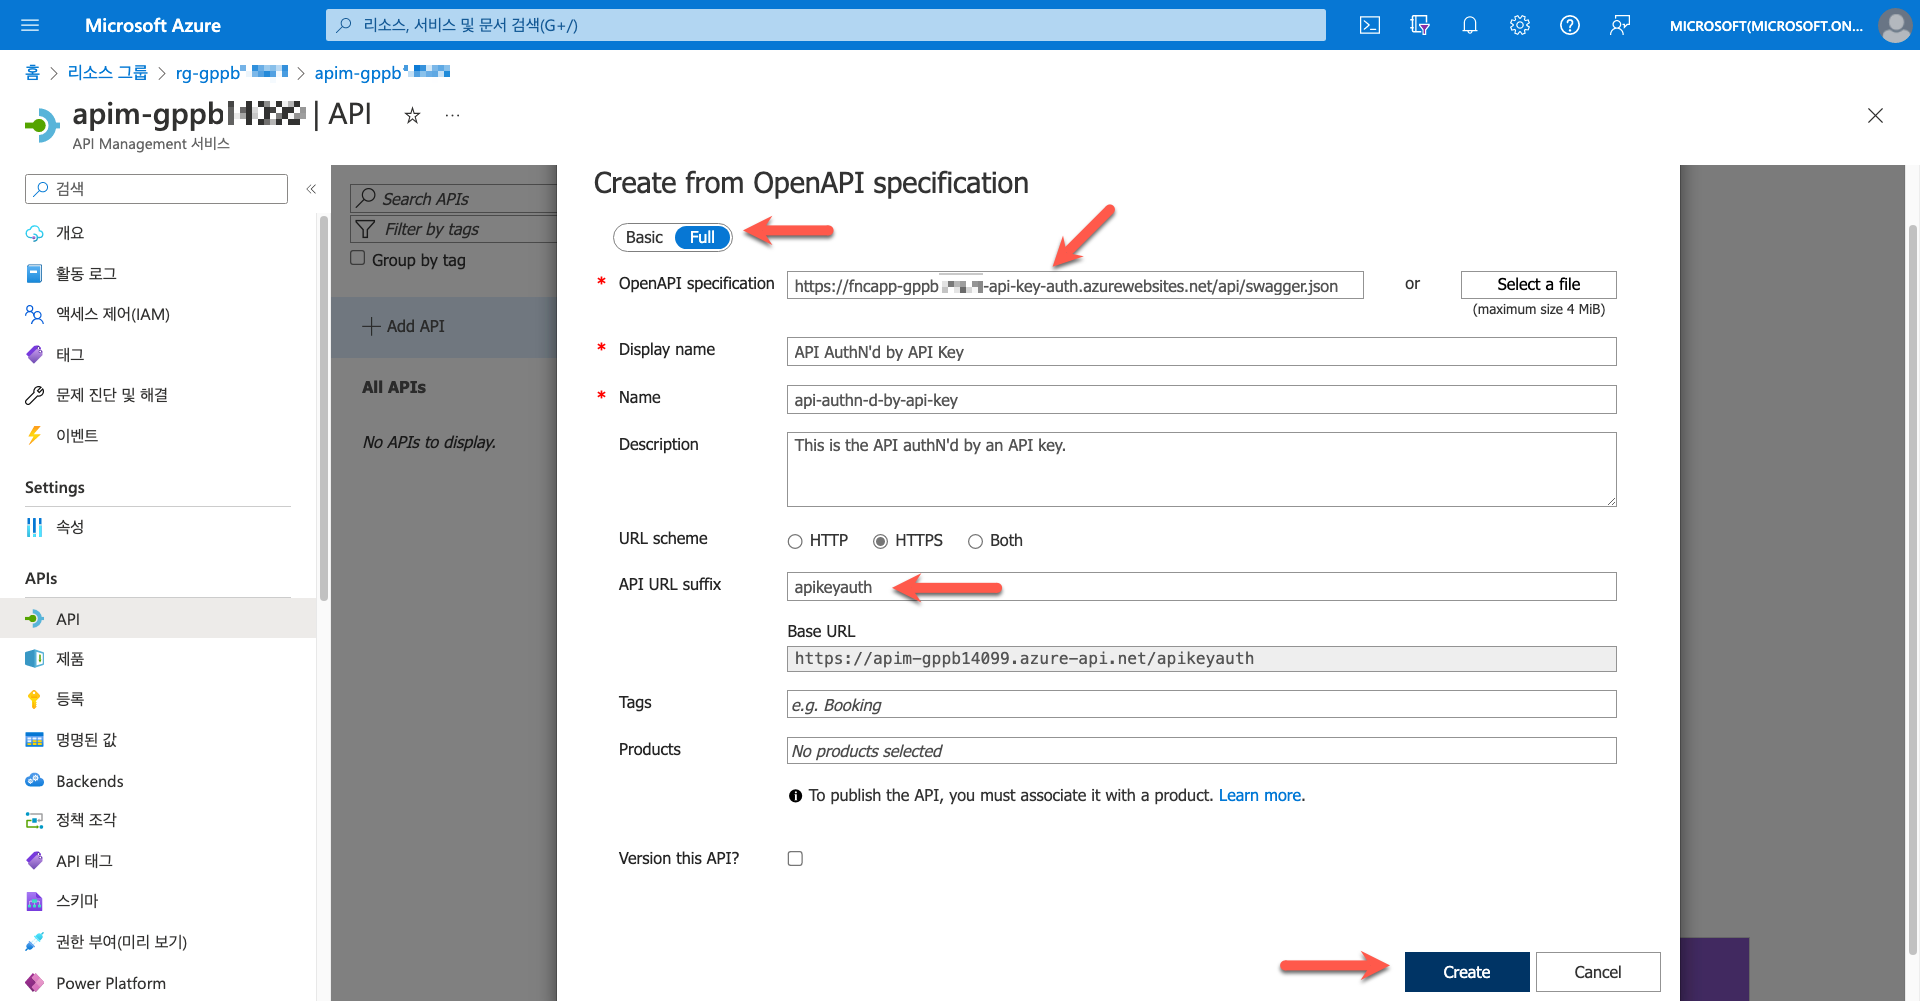 Microsoft Azure
리소스, 서비스 및 문서 검색(G+/)
MICROSOFT(MICROSOFT.ON...
홈 > 리소스 그룹 > rg-gppb > apim-gppb
apim-gppb | API
API Management 서비스
검색
개요
활동 로그
액세스 제어(IAM)
태그
문제 진단 및 해결
이벤트
Settings
속성
APIs
API
제품
등록
명명된 값
Backends
정책 조각
API 태그
스키마
권한 부여(미리 보기)
Power Platform
Search APIs
Filter by tags
Group by tag
Add API
All APIs
No APIs to display.
Create from OpenAPI specification
Basic Full
* OpenAPI specification https://fncapp-gppb -api-key-auth.azurewebsites.net/api/swagger.json or Select a file
(maximum size 4 MiB)
* Display name API AuthN'd by API Key
* Name api-authn-d-by-api-key
Description This is the API authN'd by an API key.
URL scheme HTTP HTTPS Both
API URL suffix apikeyauth
Base URL
https://apim-gppb14099.azure-api.net/apikeyauth
Tags e.g. Booking
Products No products selected
To publish the API, you must associate it with a product. Learn more.
Version this API?
Create Cancel